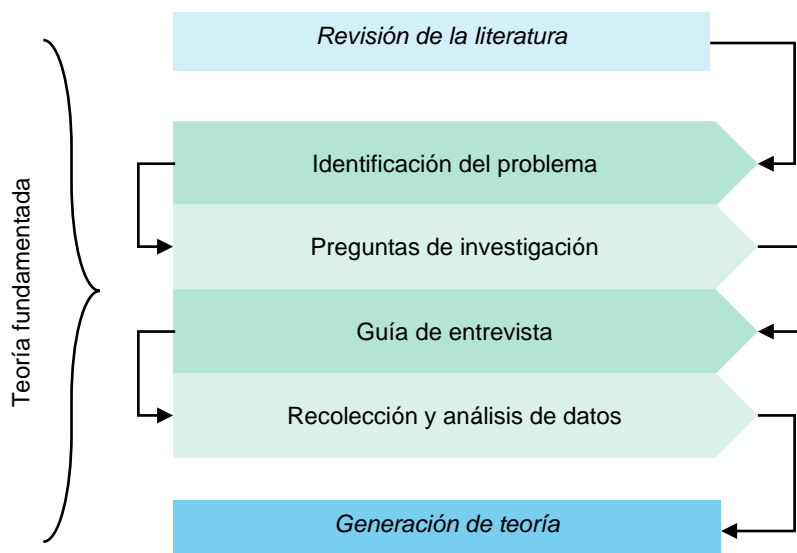 Revisión de la literatura
Identificación del problema
Preguntas de investigación
Guía de entrevista
Recolección y análisis de datos
Generación de teoría
Teoría fundamentada